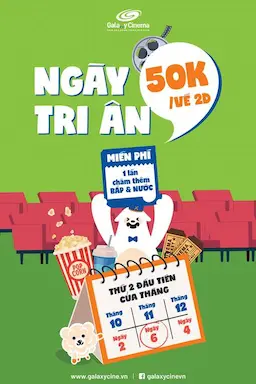 Galaxy Cinema
NGÀY
TRI ÂN
50K
/VÉ 2D
MIỄN PHÍ
1 lần
châm thêm
BẮP & NƯỚC
POP
CORN
THỨ 2 ĐẦU TIÊN
CỦA THÁNG
Tháng
10
Tháng
11
Tháng
12
Ngày
2
Ngày
6
Ngày
4
www.galaxycine.vn
galaxycinevn